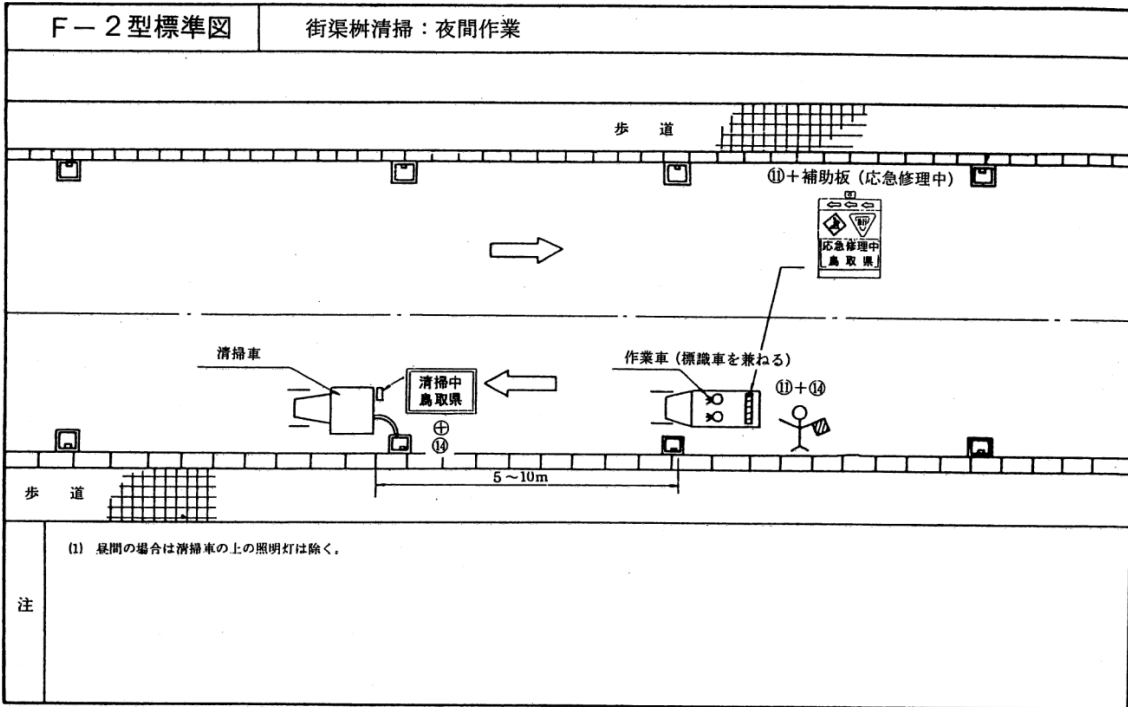 F－2型標準図
街渠桝清掃：夜間作業
歩 道
⑪＋補助板（応急修理中）
応急修理中
鳥取県
清掃車
清掃中
鳥取県
⊕
⑭
作業車（標識車を兼ねる）
⑪＋⑭
5～10m
歩 道
注
(1) 昼間の場合は清掃車の上の照明灯は除く。